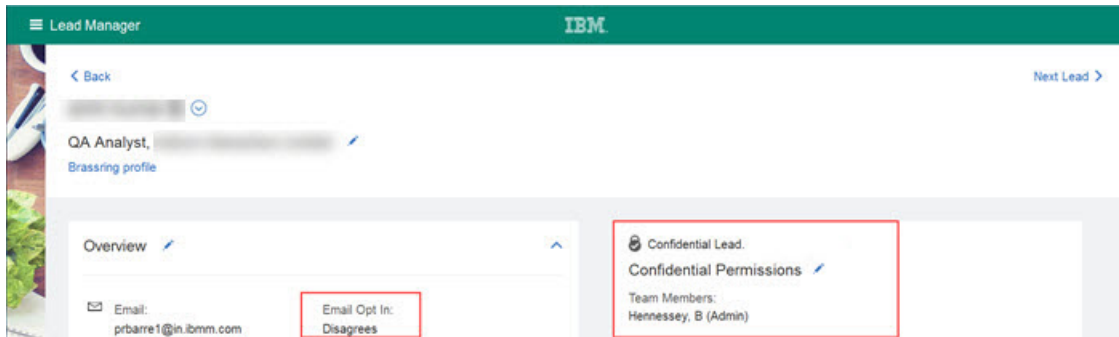 Lead Manager
IBM
Back
Next Lead
QA Analyst,
Brassring profile
Overview
Email:
prbarre1@in.ibmm.com
Email Opt In:
Disagrees
Confidential Lead.
Confidential Permissions
Team Members:
Hennessey, B (Admin)